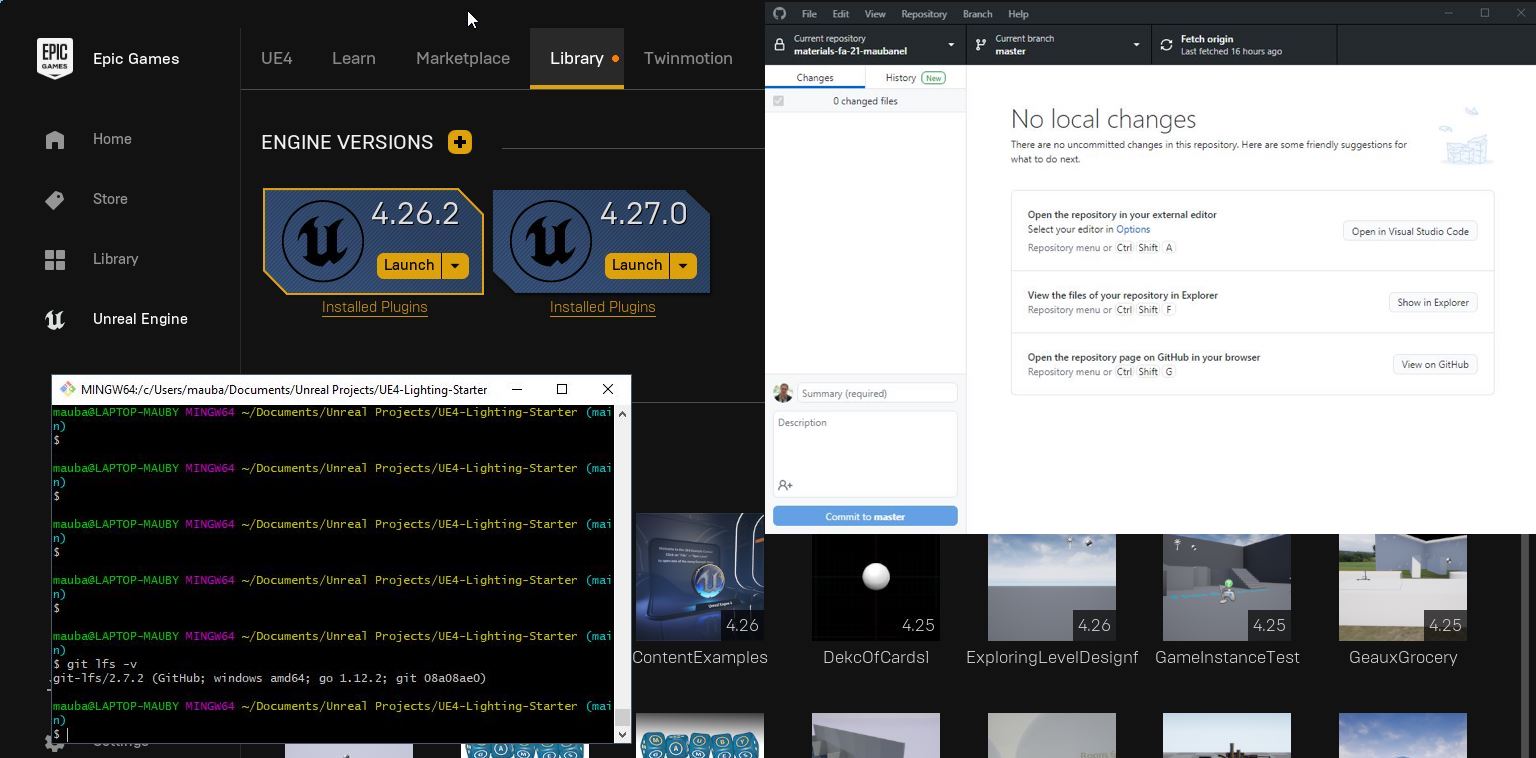 EPIC
GAMES
Epic Games
UE4
Learn
Marketplace
Library
Twinmotion
Home
Store
Library
Unreal Engine
ENGINE VERSIONS
4.26.2
Launch
Installed Plugins
4.27.0
Launch
Installed Plugins
MINGW64:/c/Users/mauba/Documents/Unreal Projects/UE4-Lighting-Starter
mauba@LAPTOP-MAUBY MINGW64 ~/Documents/Unreal Projects/UE4-Lighting-Starter (mai
n)
$
mauba@LAPTOP-MAUBY MINGW64 ~/Documents/Unreal Projects/UE4-Lighting-Starter (mai
n)
$
mauba@LAPTOP-MAUBY MINGW64 ~/Documents/Unreal Projects/UE4-Lighting-Starter (mai
n)
$
mauba@LAPTOP-MAUBY MINGW64 ~/Documents/Unreal Projects/UE4-Lighting-Starter (mai
n)
$
mauba@LAPTOP-MAUBY MINGW64 ~/Documents/Unreal Projects/UE4-Lighting-Starter (mai
n)
$ git lfs -v
git-lfs/2.7.2 (GitHub; windows amd64; go 1.12.2; git 08a08ae0)
mauba@LAPTOP-MAUBY MINGW64 ~/Documents/Unreal Projects/UE4-Lighting-Starter (mai
n)
$
Settings
File Edit View Repository Branch Help
Current repository
materials-fa-21-maubanel
Current branch
master
Fetch origin
Last fetched 16 hours ago
Changes
History New
0 changed files
Summary (required)
Description
Commit to master
No local changes
There are no uncommitted changes in this repository. Here are some friendly suggestions for
what to do next.
Open the repository in your external editor
Select your editor in Options
Repository menu or Ctrl Shift A
Open in Visual Studio Code
View the files of your repository in Explorer
Repository menu or Ctrl Shift F
Show in Explorer
Open the repository page on GitHub in your browser
Repository menu or Ctrl Shift G
View on GitHub
4.26
ContentExamples
4.25
DekcOfCards1
4.26
ExploringLevelDesignf
4.25
GameInstanceTest
4.25
GeauxGrocery